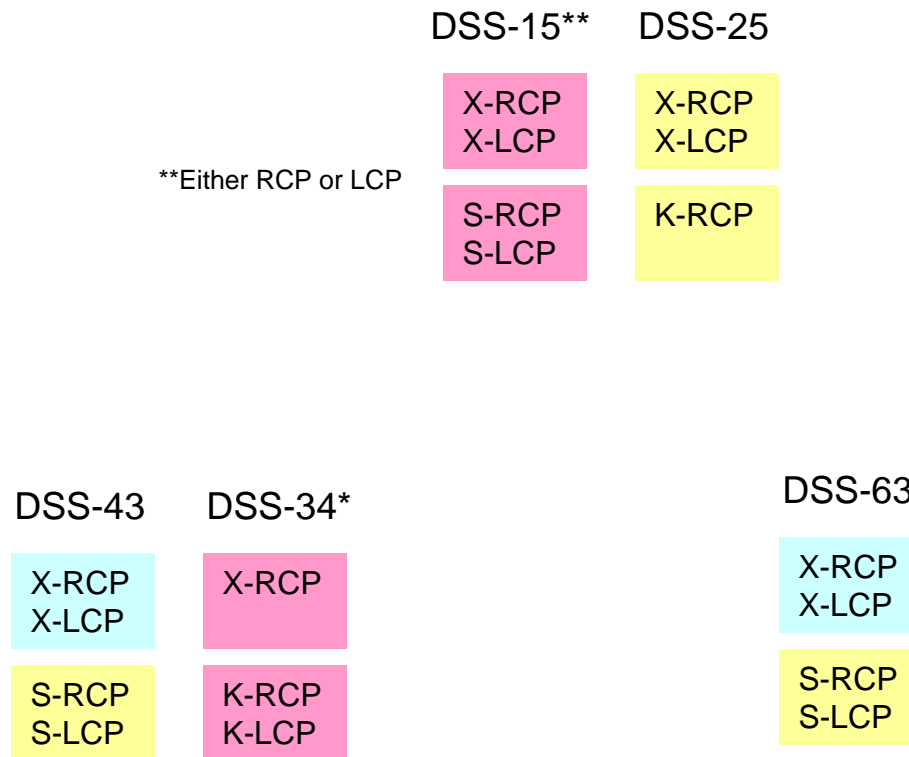 DSS-15** DSS-25
X-RCP
X-LCP
X-RCP
X-LCP
**Either RCP or LCP
S-RCP
S-LCP
K-RCP
DSS-43 DSS-34* DSS-63
X-RCP
X-LCP
X-RCP
X-RCP
X-LCP
S-RCP
S-LCP
K-RCP
K-LCP
S-RCP
S-LCP